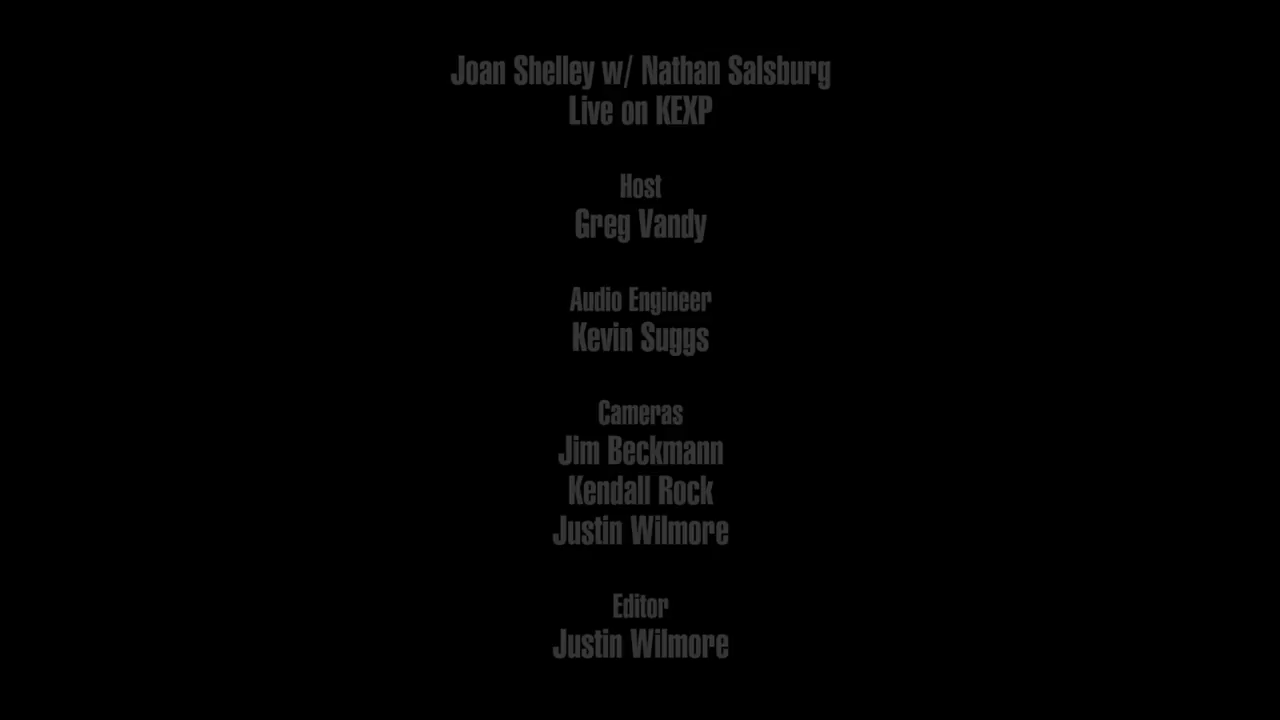 Joan Shelley w/ Nathan Salsburg
Live on KEXP
Host
Greg Vandy
Audio Engineer
Kevin Suggs
Cameras
Jim Beckmann
Kendall Rock
Justin Wilmore
Editor
Justin Wilmore